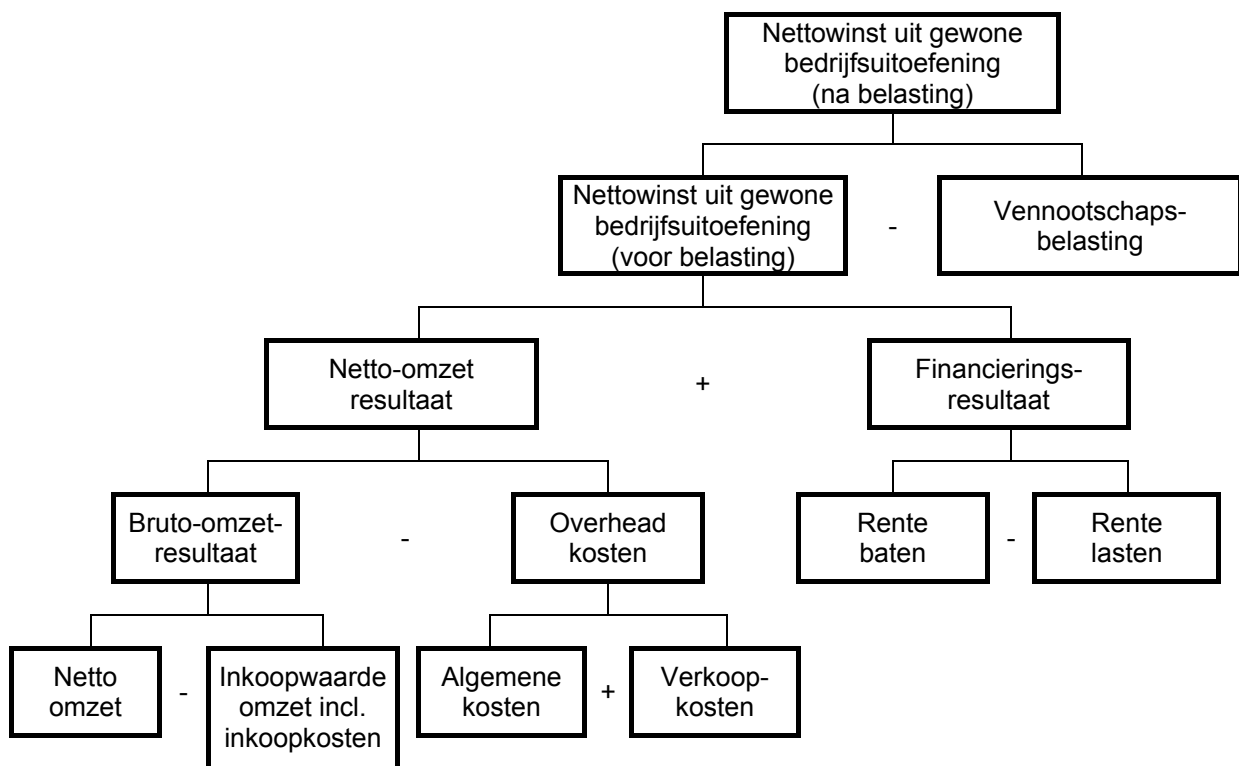 Nettowinst uit gewone
bedrijfsuitoefening
(na belasting)
Nettowinst uit gewone
bedrijfsuitoefening
(voor belasting)
-
Vennootschaps-
belasting
Netto-omzet
resultaat
+
Financierings-
resultaat
Bruto-omzet-
resultaat
-
Overhead
kosten
Rente
baten
-
Rente
lasten
Netto
omzet
-
Inkoopwaarde
omzet incl.
inkoopkosten
Algemene
kosten
+
Verkoop-
kosten